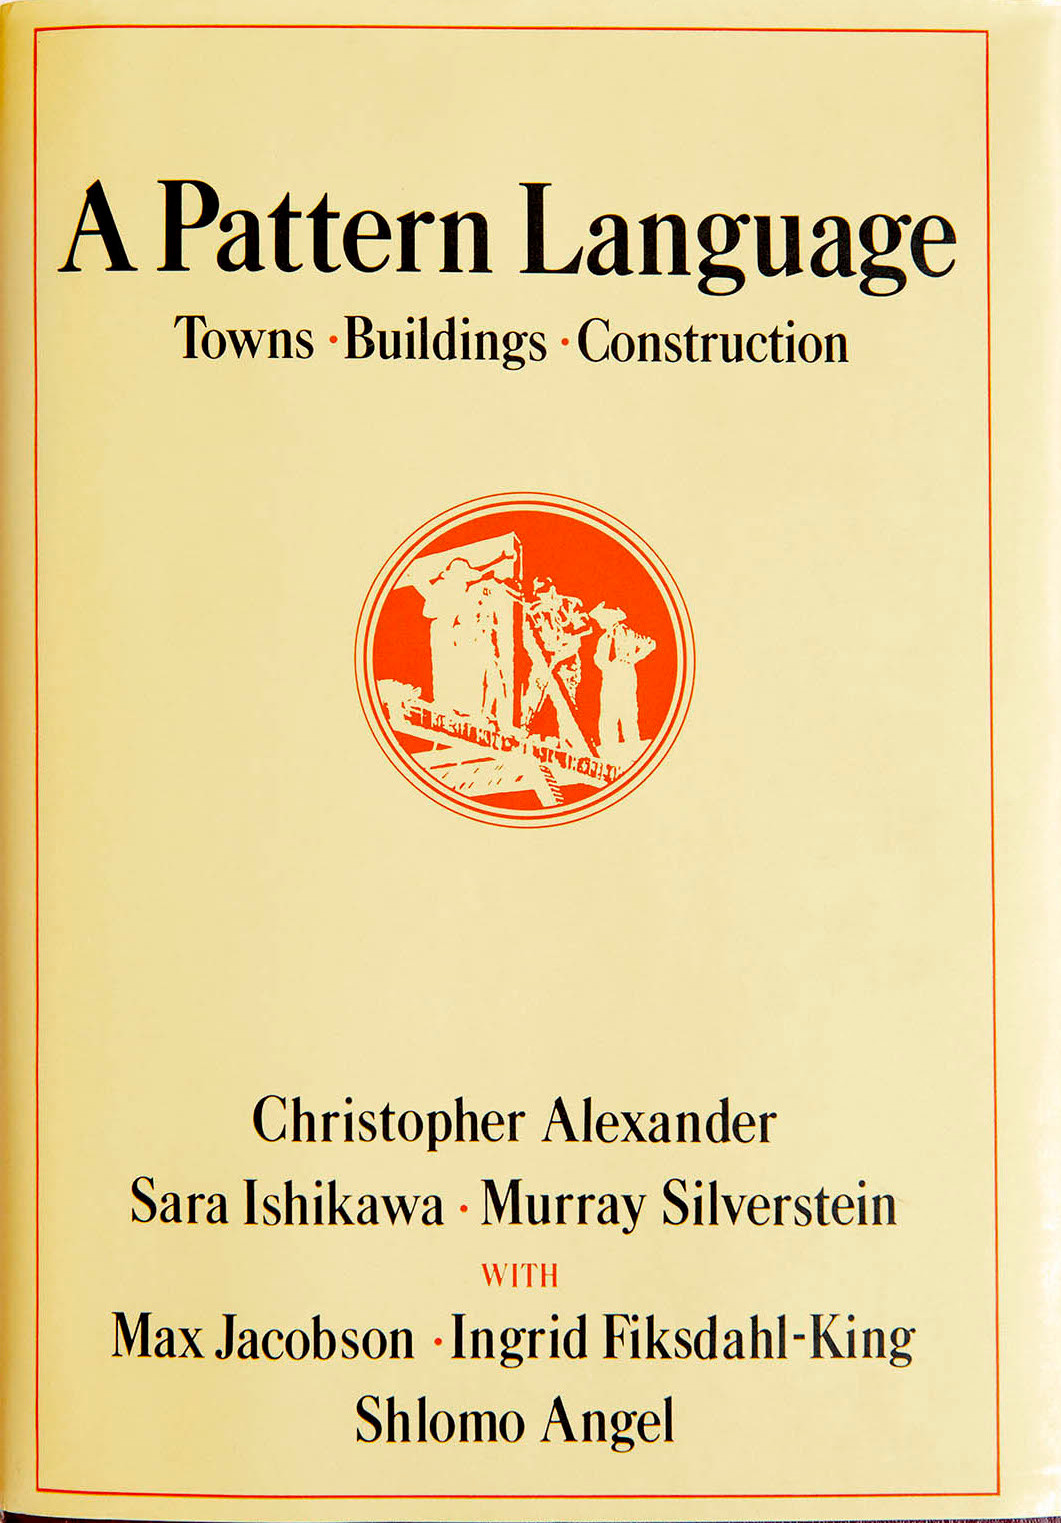 A Pattern Language
Towns · Buildings · Construction
Christopher Alexander
Sara Ishikawa · Murray Silverstein
WITH
Max Jacobson · Ingrid Fiksdahl-King
Shlomo Angel